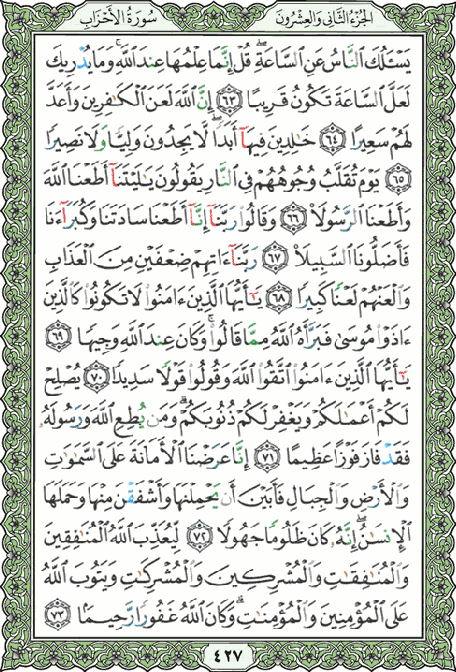 الجزء الثاني والعشرون سورة الأحزاب
يَسْـَٔلُكَ ٱلنَّاسُ عَنِ ٱلسَّاعَةِ ۖ قُلْ إِنَّمَا عِلْمُهَا عِندَ ٱللَّهِ ۚ وَمَا يُدْرِيكَ
لَعَلَّ ٱلسَّاعَةَ تَكُونُ قَرِيبًا ٦٣ إِنَّ ٱللَّهَ لَعَنَ ٱلْكَٰفِرِينَ وَأَعَدَّ
لَهُمْ سَعِيرًا ٦٤ خَٰلِدِينَ فِيهَآ أَبَدًا ۖ لَّا يَجِدُونَ وَلِيًّا وَلَا نَصِيرًا
٦٥ يَوْمَ تُقَلَّبُ وُجُوهُهُمْ فِي ٱلنَّارِ يَقُولُونَ يَٰلَيْتَنَآ أَطَعْنَا ٱللَّهَ
وَأَطَعْنَا ٱلرَّسُولَا۠ ٦٦ وَقَالُوا۟ رَبَّنَآ إِنَّآ أَطَعْنَا سَادَتَنَا وَكُبَرَآءَنَا
فَأَضَلُّونَا ٱلسَّبِيلَا۠ ٦٧ رَبَّنَآ ءَاتِهِمْ ضِعْفَيْنِ مِنَ ٱلْعَذَابِ
وَٱلْعَنْهُمْ لَعْنًا كَبِيرًا ٦٨ يَٰٓأَيُّهَا ٱلَّذِينَ ءَامَنُوا۟ لَا تَكُونُوا۟ كَٱلَّذِينَ
ءَاذَوْا۟ مُوسَىٰ فَبَرَّأَهُ ٱللَّهُ مِمَّا قَالُوا۟ ۚ وَكَانَ عِندَ ٱللَّهِ وَجِيهًا ٦٩
يَٰٓأَيُّهَا ٱلَّذِينَ ءَامَنُوا۟ ٱتَّقُوا۟ ٱللَّهَ وَقُولُوا۟ قَوْلًا سَدِيدًا ٧٠ يُصْلِحْ
لَكُمْ أَعْمَٰلَكُمْ وَيَغْفِرْ لَكُمْ ذُنُوبَكُمْ ۗ وَمَن يُطِعِ ٱللَّهَ وَرَسُولَهُۥ
فَقَدْ فَازَ فَوْزًا عَظِيمًا ٧١ إِنَّا عَرَضْنَا ٱلْأَمَانَةَ عَلَى ٱلسَّمَٰوَٰتِ
وَٱلْأَرْضِ وَٱلْجِبَالِ فَأَبَيْنَ أَن يَحْمِلْنَهَا وَأَشْفَقْنَ مِنْهَا وَحَمَلَهَا
ٱلْإِنسَٰنُ ۖ إِنَّهُۥ كَانَ ظَلُومًا جَهُولًا ٧٢ لِّيُعَذِّبَ ٱللَّهُ ٱلْمُنَٰفِقِينَ
وَٱلْمُنَٰفِقَٰتِ وَٱلْمُشْرِكِينَ وَٱلْمُشْرِكَٰتِ وَيَتُوبَ ٱللَّهُ
عَلَى ٱلْمُؤْمِنِينَ وَٱلْمُؤْمِنَٰتِ ۗ وَكَانَ ٱللَّهُ غَفُورًا رَّحِيمًا ٧٣
٤٢٧